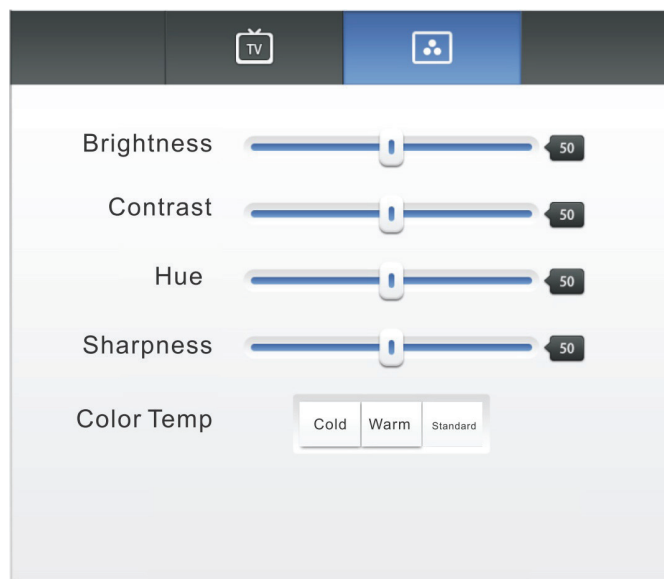 TV
Brightness 50
Contrast 50
Hue 50
Sharpness 50
Color Temp Cold Warm Standard